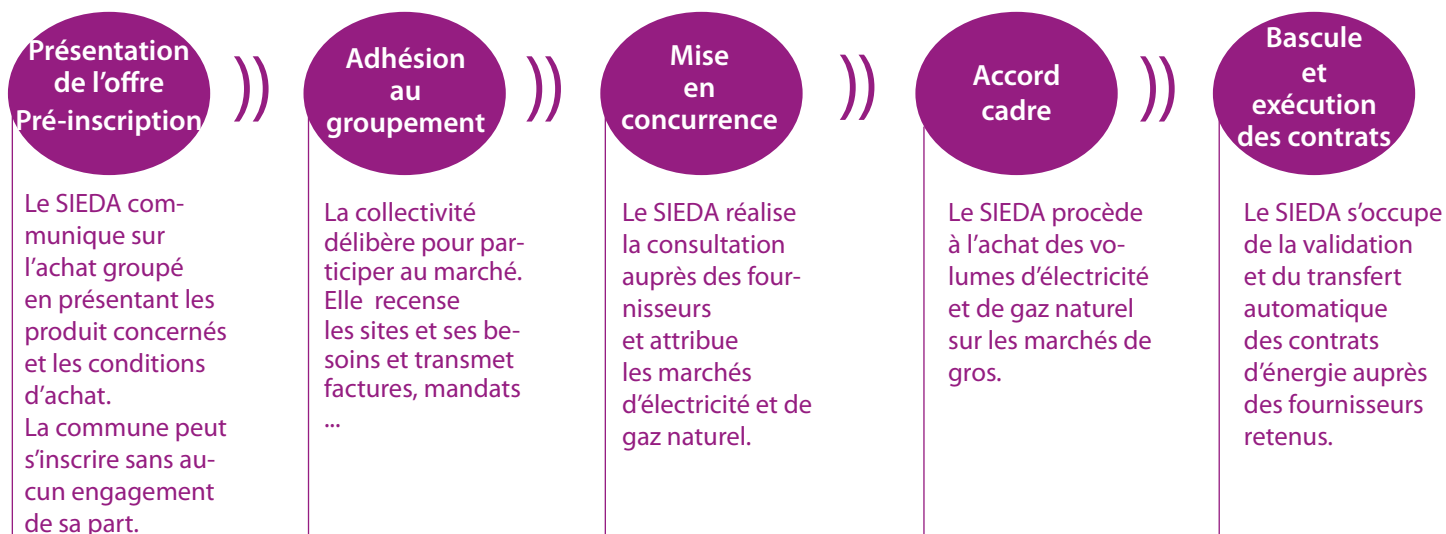 Présentation
de l'offre
Pré-inscription
Le SIEDA com-
munique sur
l'achat groupé
en présentant les
produit concernés
et les conditions
d'achat.
La commune peut
s'inscrire sans au-
cun engagement
de sa part.
Adhésion
au
groupement
La collectivité
délibère pour par-
ticiper au marché.
Elle  recense
les sites et ses be-
soins et transmet
factures, mandats
...
Mise
en
concurrence
Le SIEDA réalise
la consultation
auprès des four-
nisseurs
et attribue
les marchés
d'électricité et de
gaz naturel.
Accord
cadre
Le SIEDA procède
à l'achat des vo-
lumes d'électricité
et de gaz naturel
sur les marchés de
gros.
Bascule
et
exécution
des contrats
Le SIEDA s'occupe
de la validation
et du transfert
automatique
des contrats
d'énergie auprès
des fournisseurs
retenus.